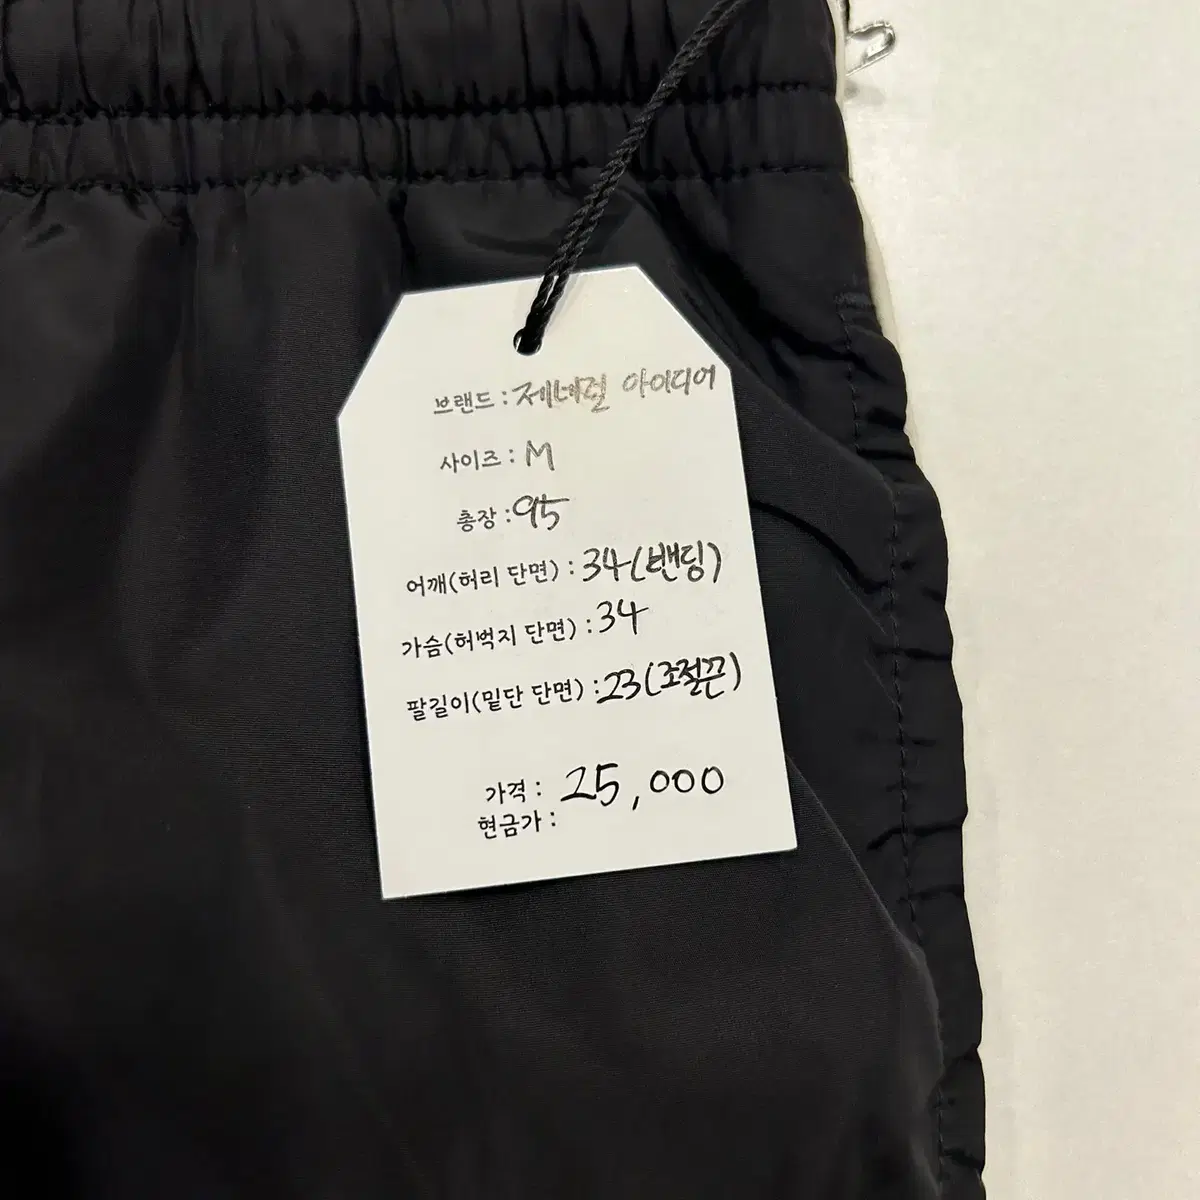 브랜드 : 제네럴 아이디어
사이즈 : M
총장 : 95
어깨(허리 단면) : 34(밴딩)
가슴(허벅지 단면) : 34
팔길이(밑단 단면) : 23(조절끈)
가격 : 25,000
현금가 :